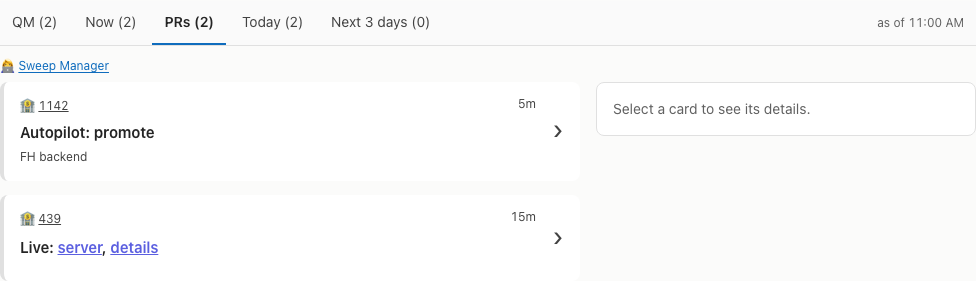 QM (2) Now (2) PRs (2) Today (2) Next 3 days (0) as of 11:00 AM
Sweep Manager
1142 5m
Autopilot: promote
FH backend
Select a card to see its details.
439 15m
Live: server, details